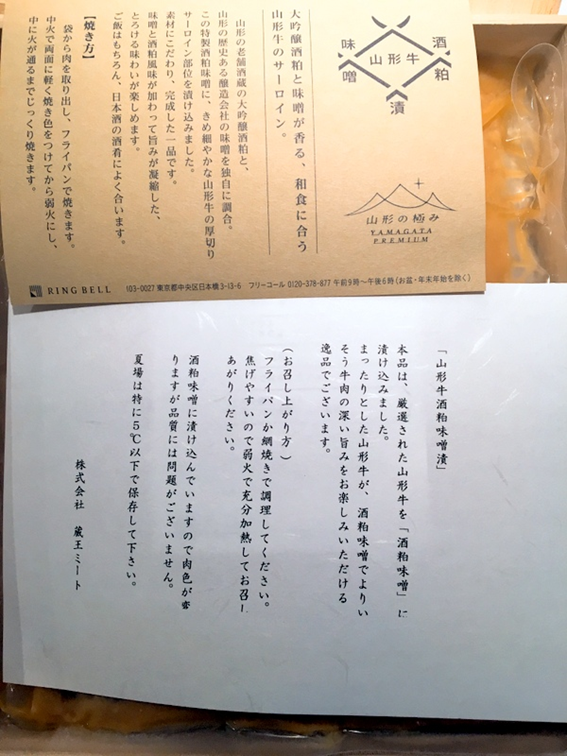 酒粕
山形牛
味噌
漬
山形の極み
YAMAGATA
PREMIUM
大吟醸酒粕と味噌が香る、和食に合う
山形牛のサーロイン。
山形の老舗酒蔵の大吟醸酒粕と、
山形の歴史ある醸造会社の味噌を独自に調合。
この特製酒粕味噌に、きめ細やかな山形牛の厚切り
サーロイン部位を漬け込みました。
素材にこだわり、完成した一品です。
味噌と酒粕風味が加わって旨みが凝縮した、
とろける味わいが楽しめます。
ご飯はもちろん、日本酒の酒肴によく合います。
【焼き方】
袋から肉を取り出し、フライパンで焼きます。
中火で両面に軽く焼き色をつけてから弱火にし、
中に火が通るまでじっくり焼きます。
RING BELL
103-0027 東京都中央区日本橋3-13-6 フリーコール 0120-378-877 午前9時〜午後6時(お盆・年末年始を除く)
「山形牛酒粕味噌漬」
本品は、厳選された山形牛を「酒粕味噌」に
漬け込みました。
まったりとした山形牛が、酒粕味噌でよりい
そう牛肉の深い旨みをお楽しみいただける
逸品でございます。
(お召し上がり方)
フライパンか網焼きで調理してください。
焦げやすいので弱火で充分加熱してお召し
あがりください。
酒粕味噌に漬け込んでいますので肉色が変
りますが品質には問題がございません。
夏場は特に5℃以下で保存して下さい。
株式会社 蔵王ミート